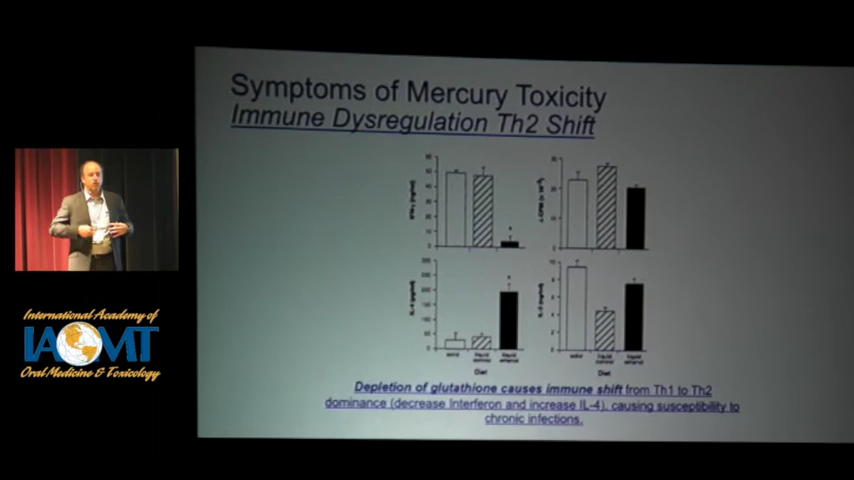 Symptoms of Mercury Toxicity
Immune Dysregulation Th2 Shift
Diet
Diet
Depletion of glutathione causes immune shift from Th1 to Th2
dominance (decrease Interferon and increase IL-4), causing susceptibility to
chronic infections.
International Academy of
IAOMT
Oral Medicine & Toxicology